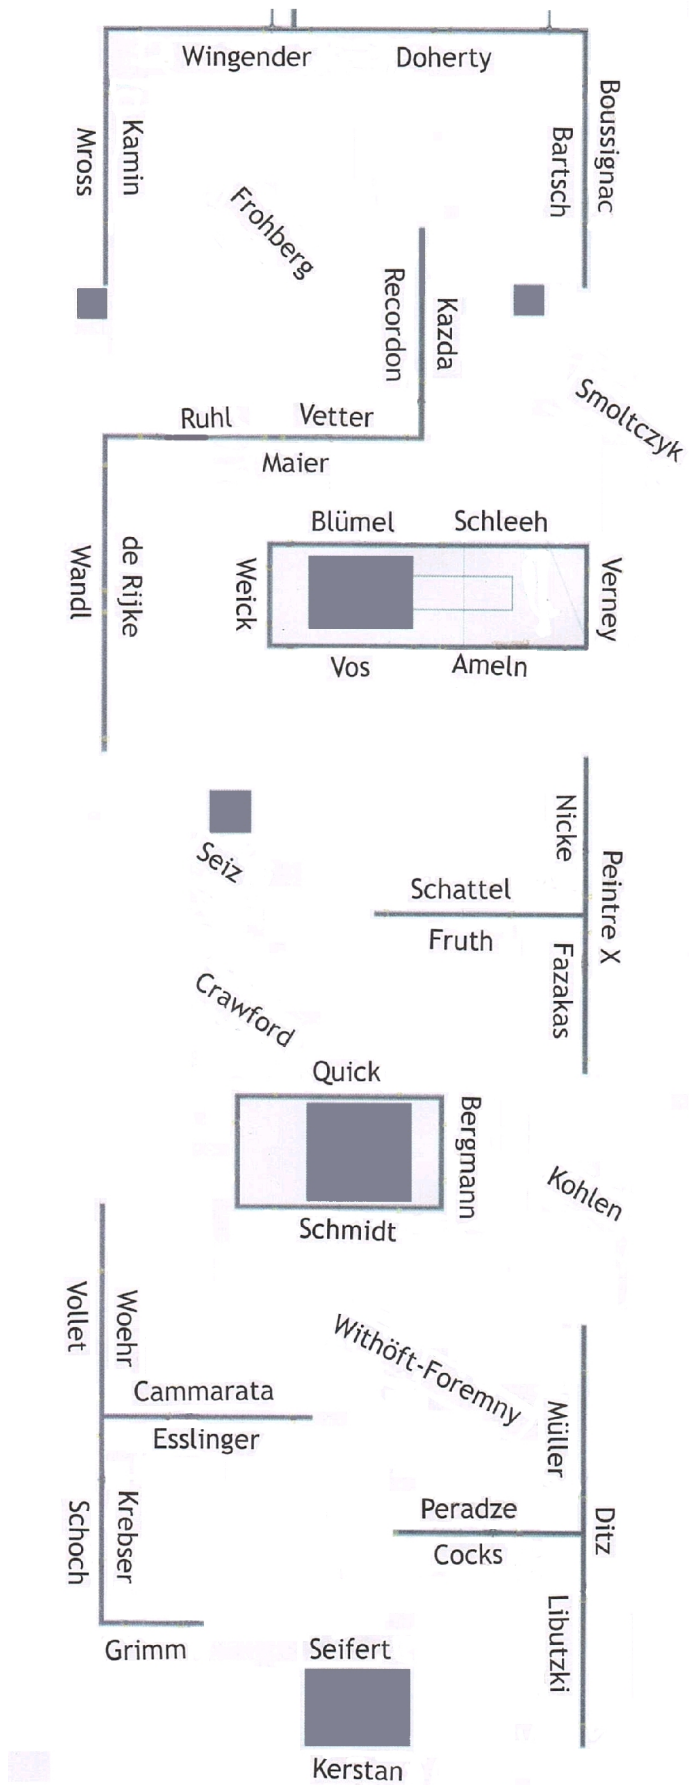 Wingender
Doherty
Boussignac
Bartsch
Kamin
Mross
Frohberg
Recordon
Kazda
Smoltczyk
Ruhl
Vetter
Maier
Blümel
Schleeh
de Rijke
Wandl
Weick
Verney
Vos
Ameln
Nicke
Peintre X
Seiz
Schattel
Fruth
Fazakas
Crawford
Quick
Bergmann
Kohlen
Schmidt
Vollet
Woehr
Withöft-Foremny
Cammarata
Esslinger
Müller
Krebser
Schoch
Peradze
Cocks
Ditz
Libutzki
Grimm
Seifert
Kerstan